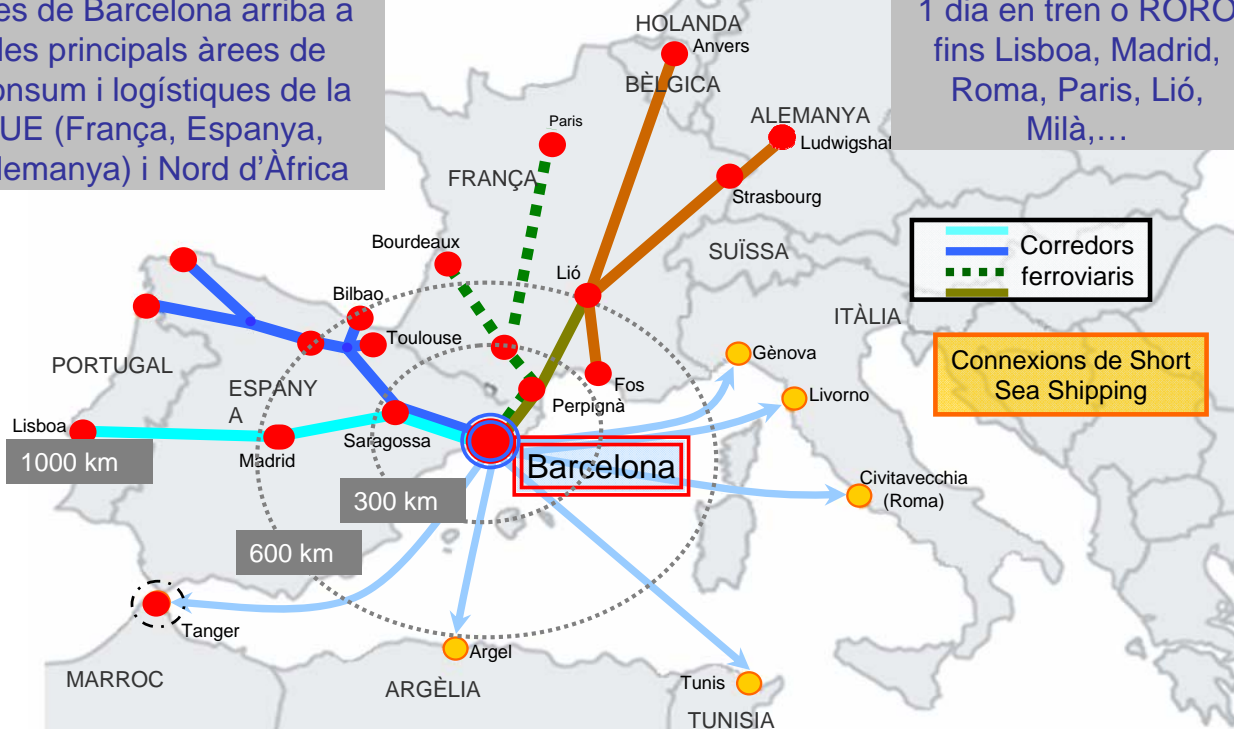 es de Barcelona arriba a
les principals àrees de
onsum i logístiques de la
UE (França, Espanya,
lemanya) i Nord d'Àfrica
1 dia en tren o RORO
fins Lisboa, Madrid,
Roma, Paris, Lió,
Milà,…
HOLANDA
Anvers
BÈLGICA
Paris
ALEMANYA
Ludwigshaf
FRANÇA
Strasbourg
Bourdeaux
SUÏSSA
Corredors
ferroviaris
Lió
Bilbao
ITÀLIA
Toulouse
Gènova
Connexions de Short
Sea Shipping
PORTUGAL
ESPANY
A
Fos
Perpignà
Livorno
Lisboa
Saragossa
Madrid
1000 km
Barcelona
Civitavecchia
(Roma)
300 km
600 km
Tanger
Argel
MARROC
ARGÈLIA
Tunis
TUNISIA